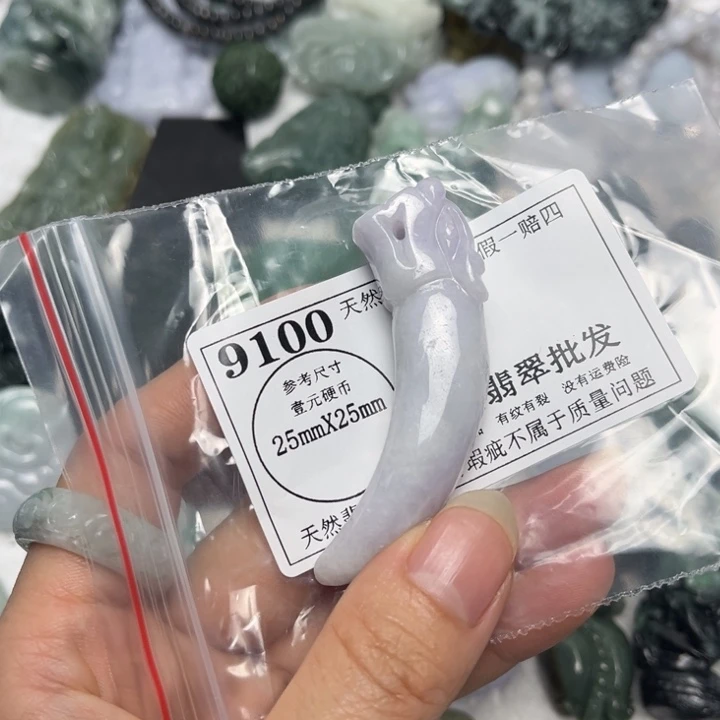 9100
天然
假一赔四
参考尺寸
壹元硬币
25mmX25mm
翡翠批发
有纹有裂 没有运费险
瑕疵不属于质量问题
天然翡